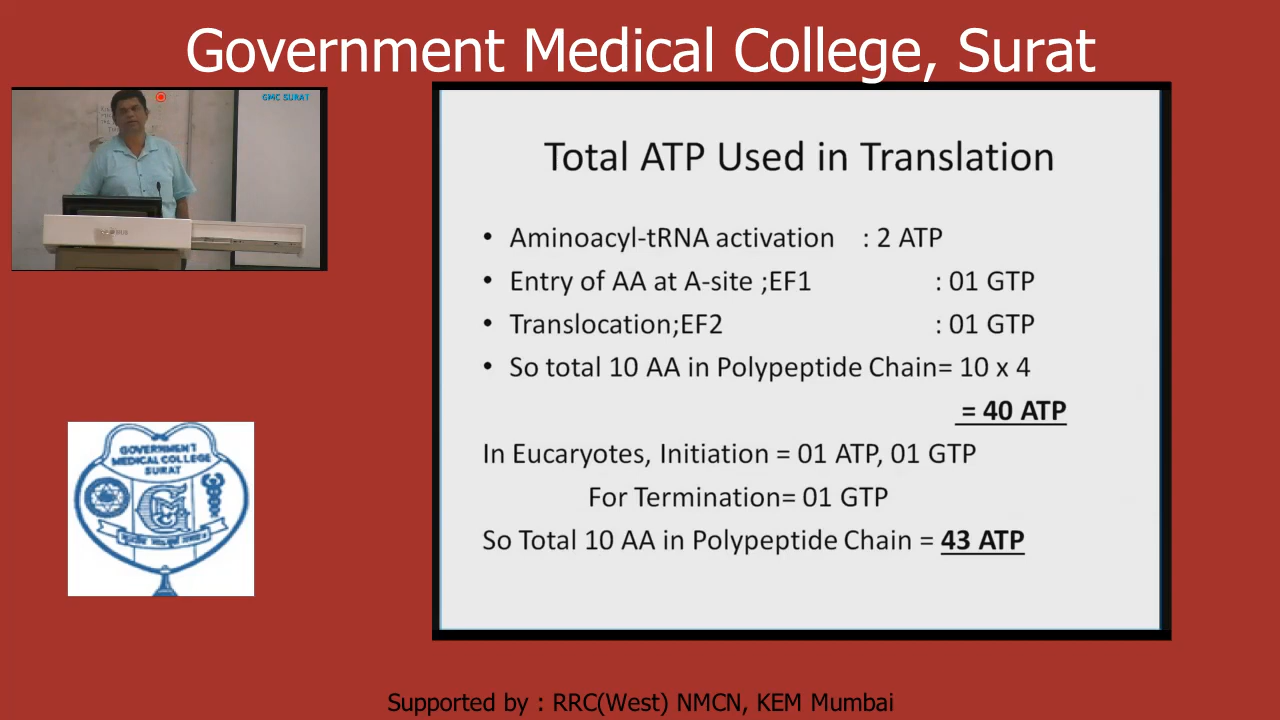 Government Medical College, Surat
GMC SURAT
Total ATP Used in Translation
• Aminoacyl-tRNA activation : 2 ATP
• Entry of AA at A-site ;EF1 : 01 GTP
• Translocation;EF2 : 01 GTP
• So total 10 AA in Polypeptide Chain= 10 x 4
= 40 ATP
In Eucaryotes, Initiation = 01 ATP, 01 GTP
For Termination= 01 GTP
So Total 10 AA in Polypeptide Chain = 43 ATP
GOVERNMENT
MEDICAL COLLEGE
SURAT
Supported by : RRC(West) NMCN, KEM Mumbai